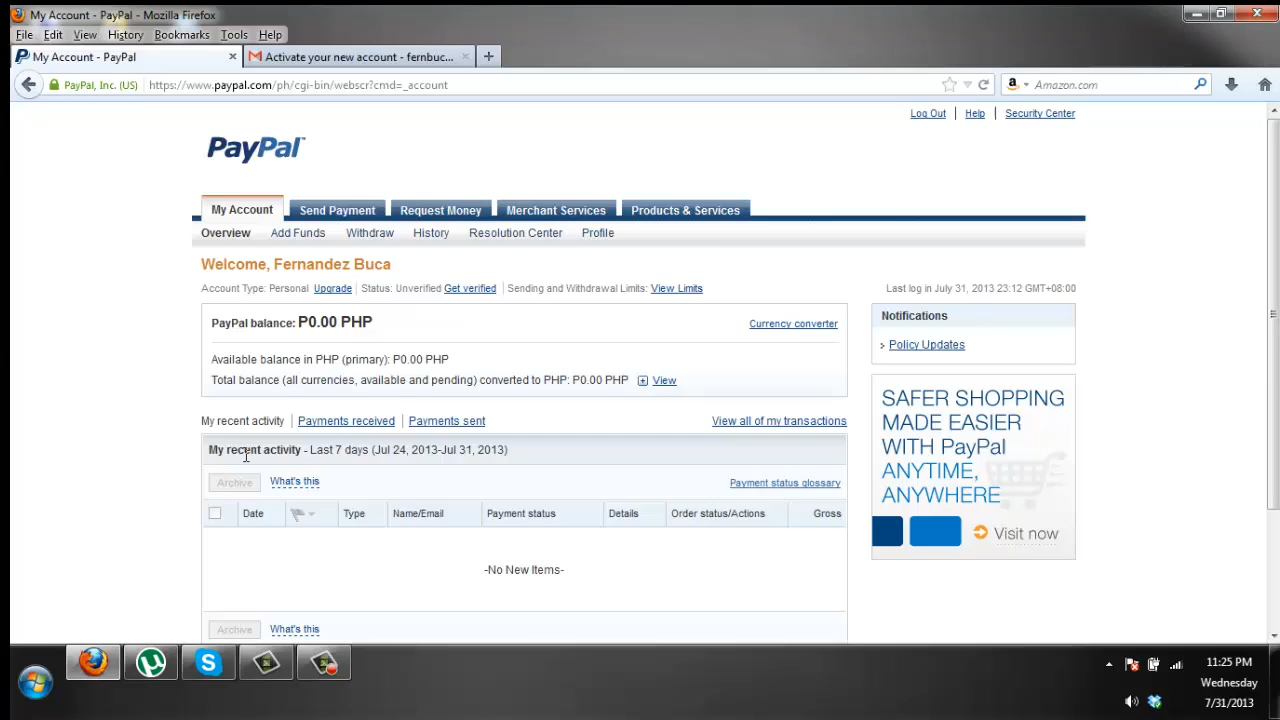 My Account - PayPal - Mozilla Firefox
File Edit View History Bookmarks Tools Help
My Account - PayPal
Activate your new account - fernbuc...
PayPal, Inc. (US)
https://www.paypal.com/ph/cgi-bin/webscr?cmd=_account
Amazon.com
Log Out | Help | Security Center
PayPal™
My Account Send Payment Request Money Merchant Services Products & Services
Overview Add Funds Withdraw History Resolution Center Profile
Welcome, Fernandez Buca
Account Type: Personal Upgrade | Status: Unverified Get verified | Sending and Withdrawal Limits: View Limits
Last log in July 31, 2013 23:12 GMT+08:00
PayPal balance: P0.00 PHP
Currency converter
Available balance in PHP (primary): P0.00 PHP
Total balance (all currencies, available and pending) converted to PHP: P0.00 PHP View
Notifications
Policy Updates
My recent activity | Payments received | Payments sent
View all of my transactions
My recent activity - Last 7 days (Jul 24, 2013-Jul 31, 2013)
Archive What's this
Payment status glossary
Date Type Name/Email Payment status Details Order status/Actions Gross
-No New Items-
Archive What's this
SAFER SHOPPING
MADE EASIER
WITH PayPal
ANYTIME,
ANYWHERE
Visit now
11:25 PM
Wednesday
7/31/2013